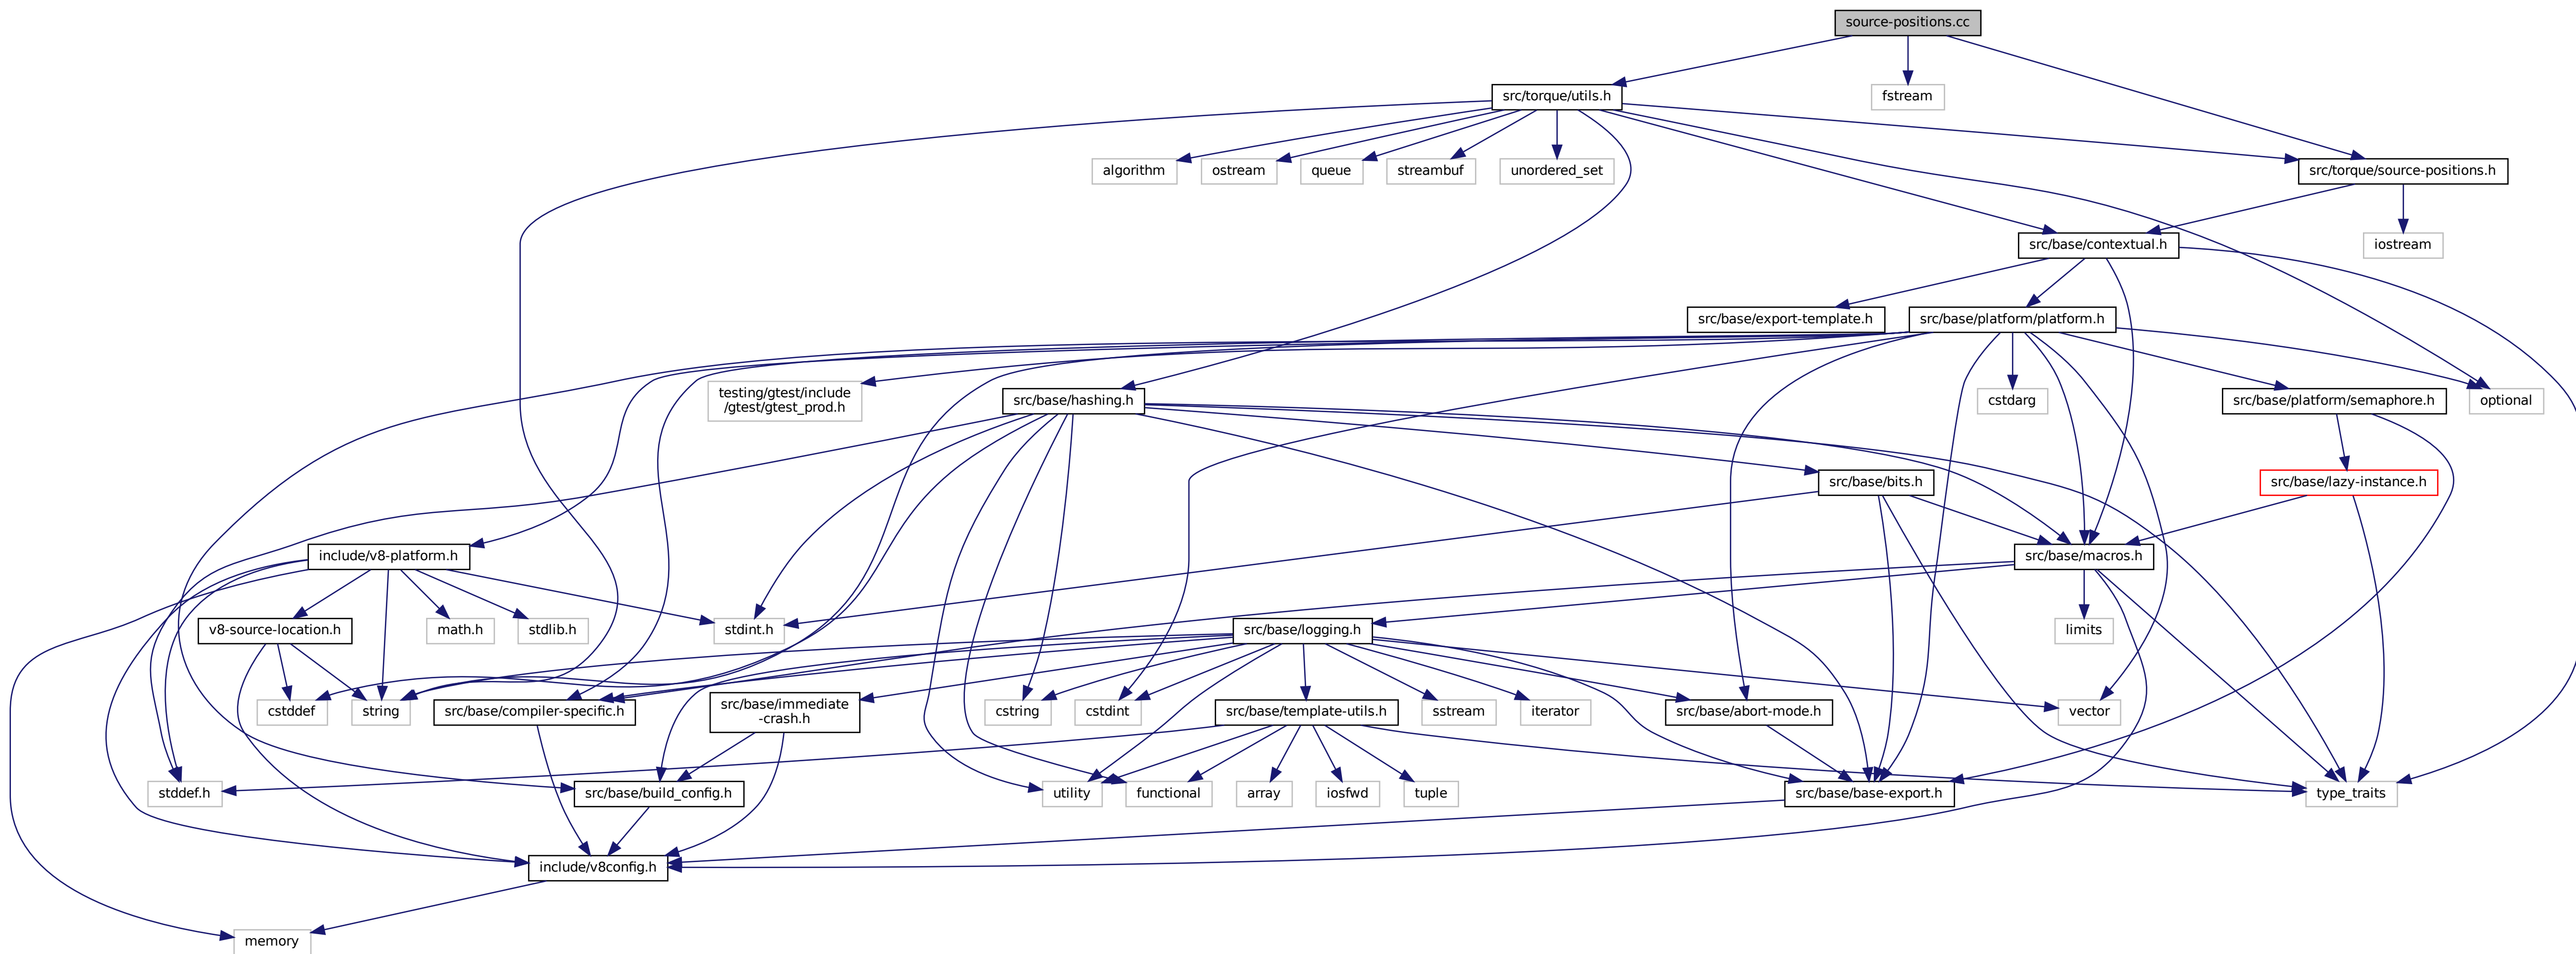 source-positions.cc
src/torque/utils.h
fstream
algorithm
ostream
queue
streambuf
unordered_set
src/torque/source-positions.h
src/base/contextual.h
iostream
src/base/export-template.h
src/base/platform/platform.h
testing/gtest/include
/gtest/gtest_prod.h
src/base/hashing.h
cstdarg
src/base/platform/semaphore.h
optional
src/base/bits.h
src/base/lazy-instance.h
include/v8-platform.h
src/base/macros.h
v8-source-location.h
math.h
stdlib.h
stdint.h
src/base/logging.h
limits
cstddef
string
src/base/compiler-specific.h
src/base/immediate
-crash.h
cstring
cstdint
src/base/template-utils.h
sstream
iterator
src/base/abort-mode.h
vector
stddef.h
src/base/build_config.h
utility
functional
array
iosfwd
tuple
src/base/base-export.h
type_traits
include/v8config.h
memory